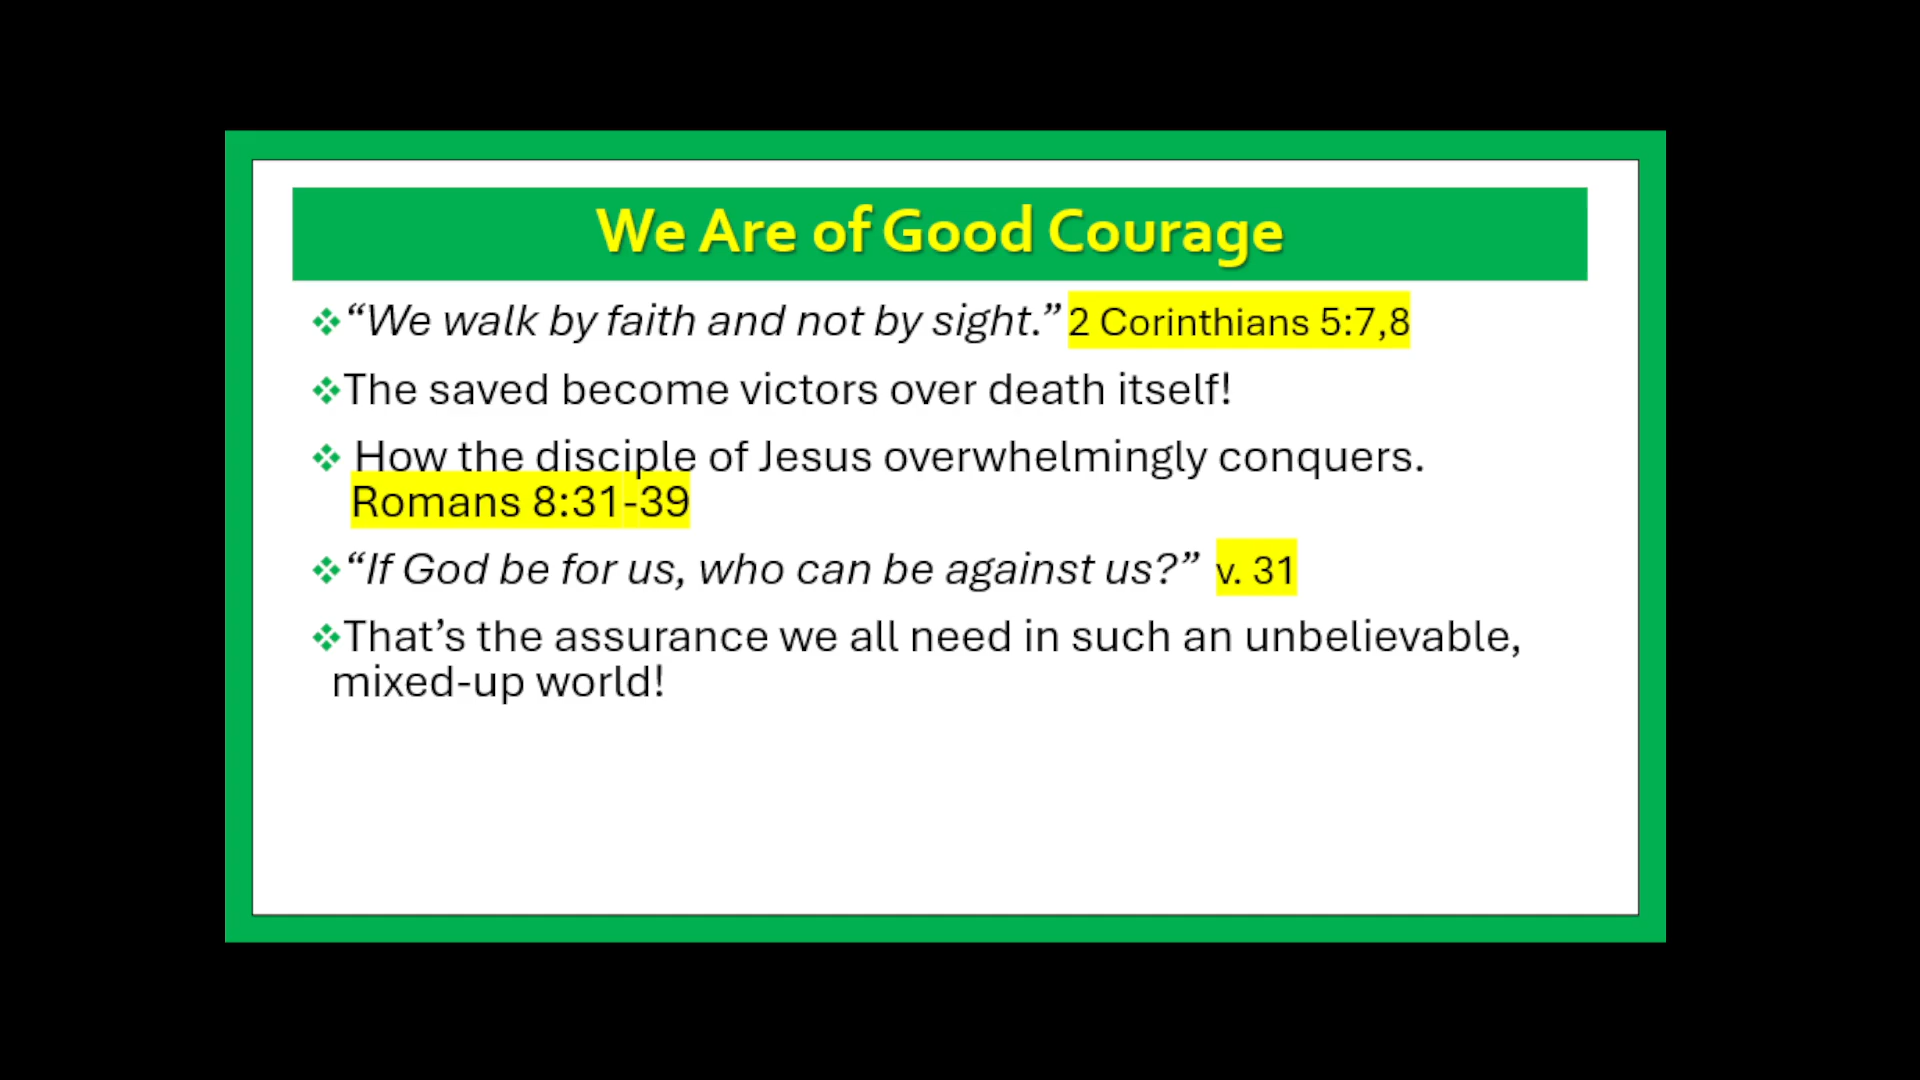 We Are of Good Courage
❖“We walk by faith and not by sight.” 2 Corinthians 5:7,8
❖The saved become victors over death itself!
❖ How the disciple of Jesus overwhelmingly conquers.
Romans 8:31-39
❖“If God be for us, who can be against us?” v. 31
❖That’s the assurance we all need in such an unbelievable,
mixed-up world!